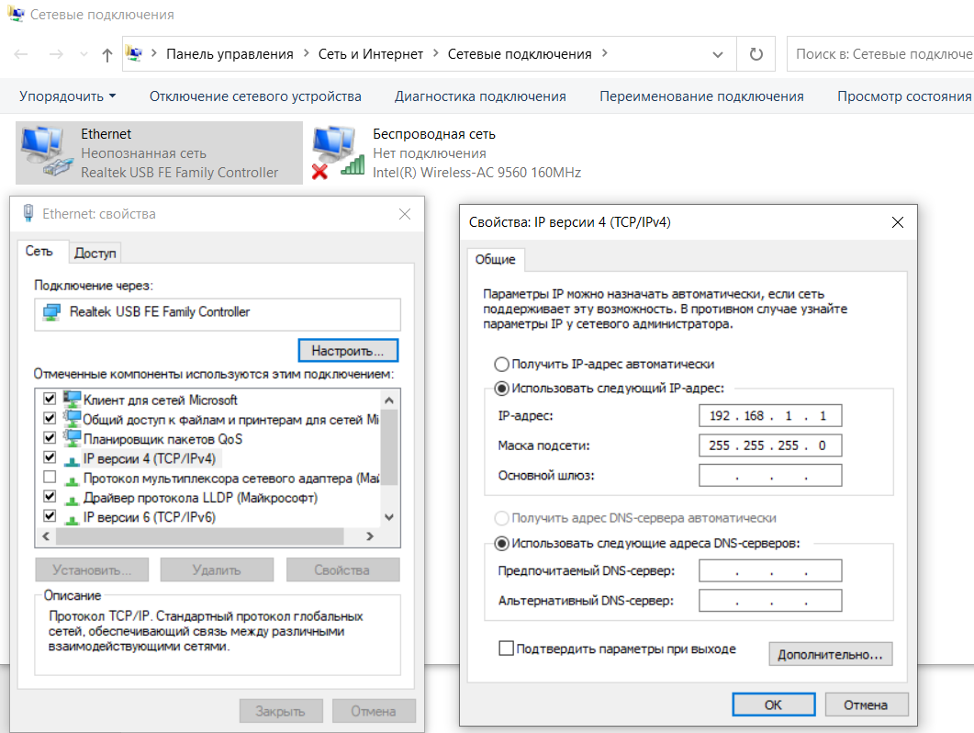 Сетевые подключения
Панель управления > Сеть и Интернет > Сетевые подключения >
Поиск в: Сетевые подключе
Упорядочить
Отключение сетевого устройства
Диагностика подключения
Переименование подключения
Просмотр состояния
Ethernet
Неопознанная сеть
Realtek USB FE Family Controller
Беспроводная сеть
Нет подключения
Intel(R) Wireless-AC 9560 160MHz
Ethernet: свойства
Сеть
Доступ
Подключение через:
Realtek USB FE Family Controller
Настроить...
Отмеченные компоненты используются этим подключением:
Клиент для сетей Microsoft
Общий доступ к файлам и принтерам для сетей Mi
Планировщик пакетов QoS
IP версии 4 (TCP/IPv4)
Протокол мультиплексора сетевого адаптера (Май
Драйвер протокола LLDP (Майкрософт)
IP версии 6 (TCP/IPv6)
Установить...
Удалить
Свойства
Описание
Протокол TCP/IP. Стандартный протокол глобальных
сетей, обеспечивающий связь между различными
взаимодействующими сетями.
Закрыть
Отмена
Свойства: IP версии 4 (TCP/IPv4)
Общие
Параметры IP можно назначать автоматически, если сеть
поддерживает эту возможность. В противном случае узнайте
параметры IP у сетевого администратора.
Получить IP-адрес автоматически
Использовать следующий IP-адрес:
IP-адрес:
192 . 168 . 1 . 1
Маска подсети:
255 . 255 . 255 . 0
Основной шлюз:
. . .
Получить адрес DNS-сервера автоматически
Использовать следующие адреса DNS-серверов:
Предпочитаемый DNS-сервер:
. . .
Альтернативный DNS-сервер:
. . .
Подтвердить параметры при выходе
Дополнительно...
ОК
Отмена